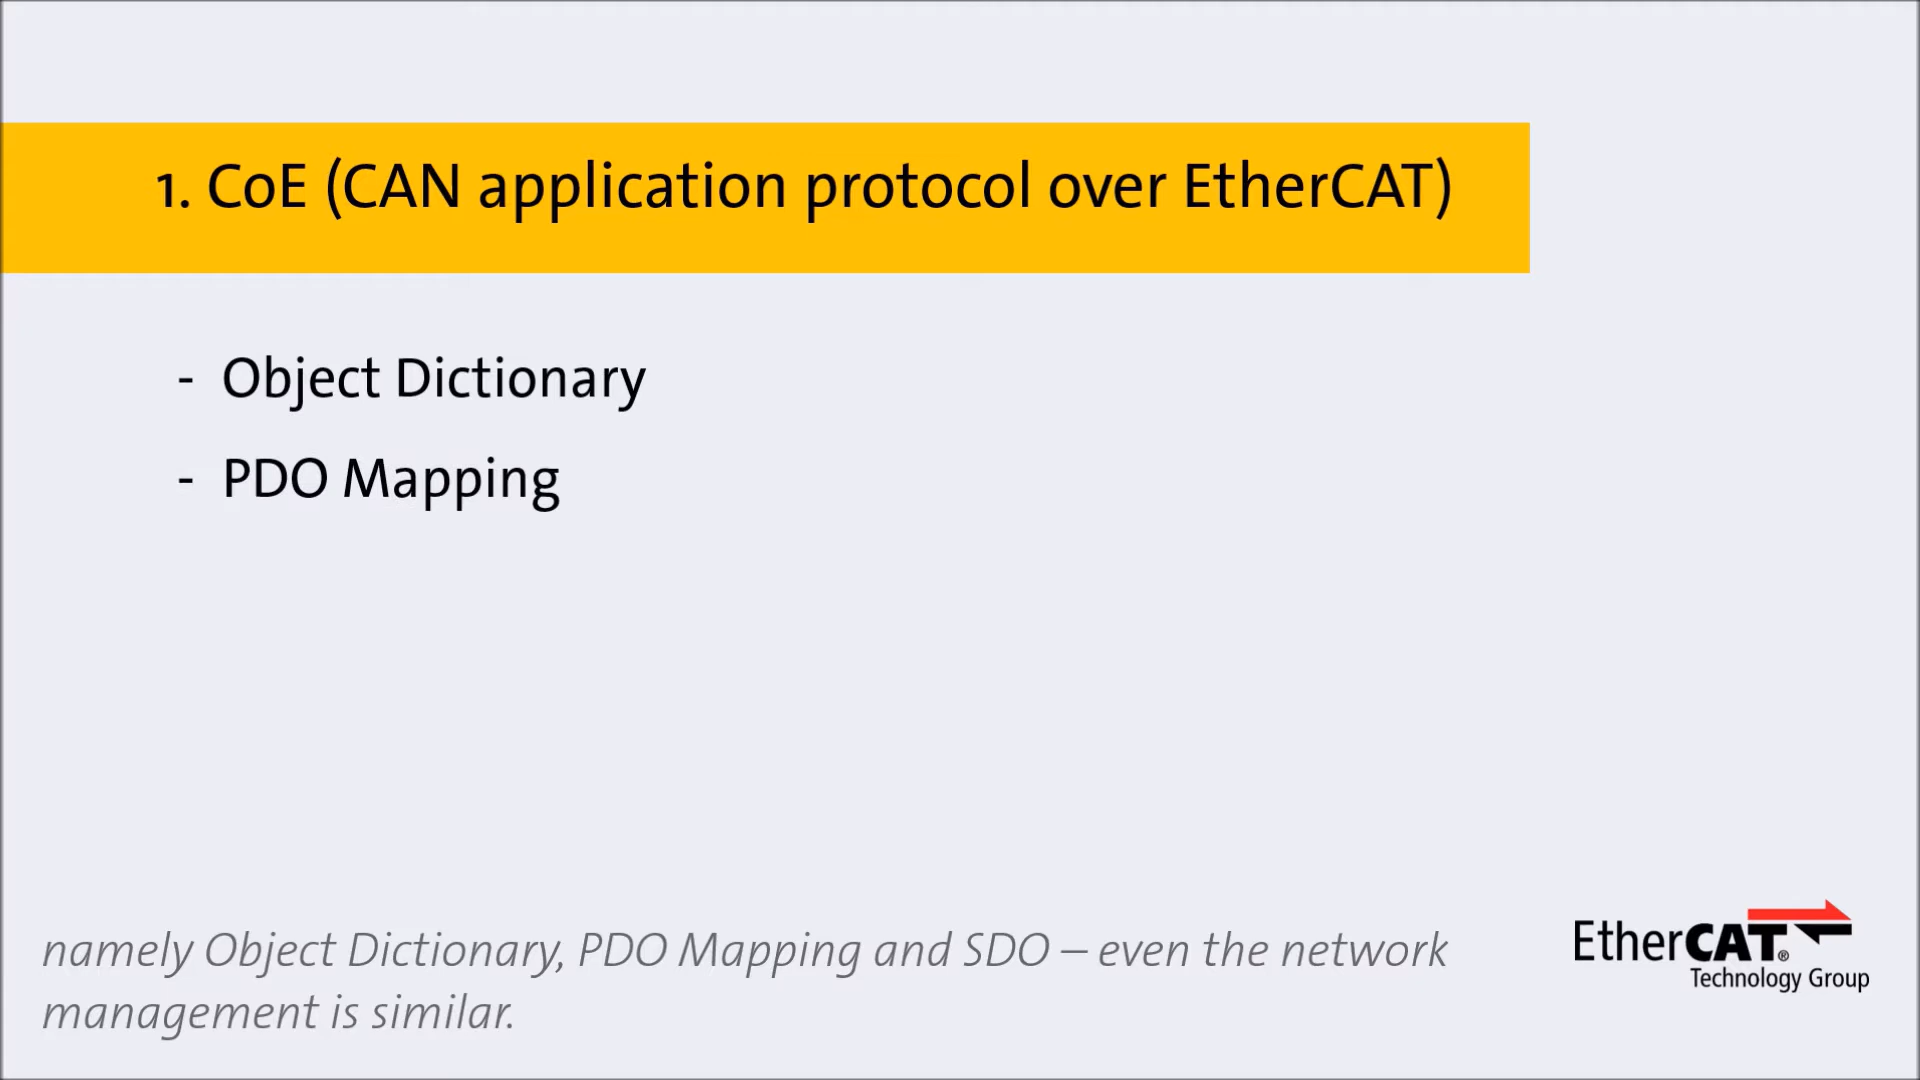 1. CoE (CAN application protocol over EtherCAT)
- Object Dictionary
- PDO Mapping
namely Object Dictionary, PDO Mapping and SDO – even the network
management is similar.
EtherCAT®
Technology Group